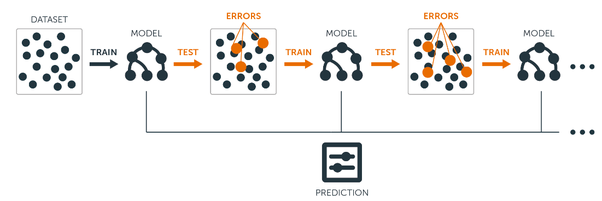 ERRORS
ERRORS
DATASET
MODEL
MODEL
MODEL
TRAIN
TEST
TRAIN
TEST
TRAIN
PREDICTION